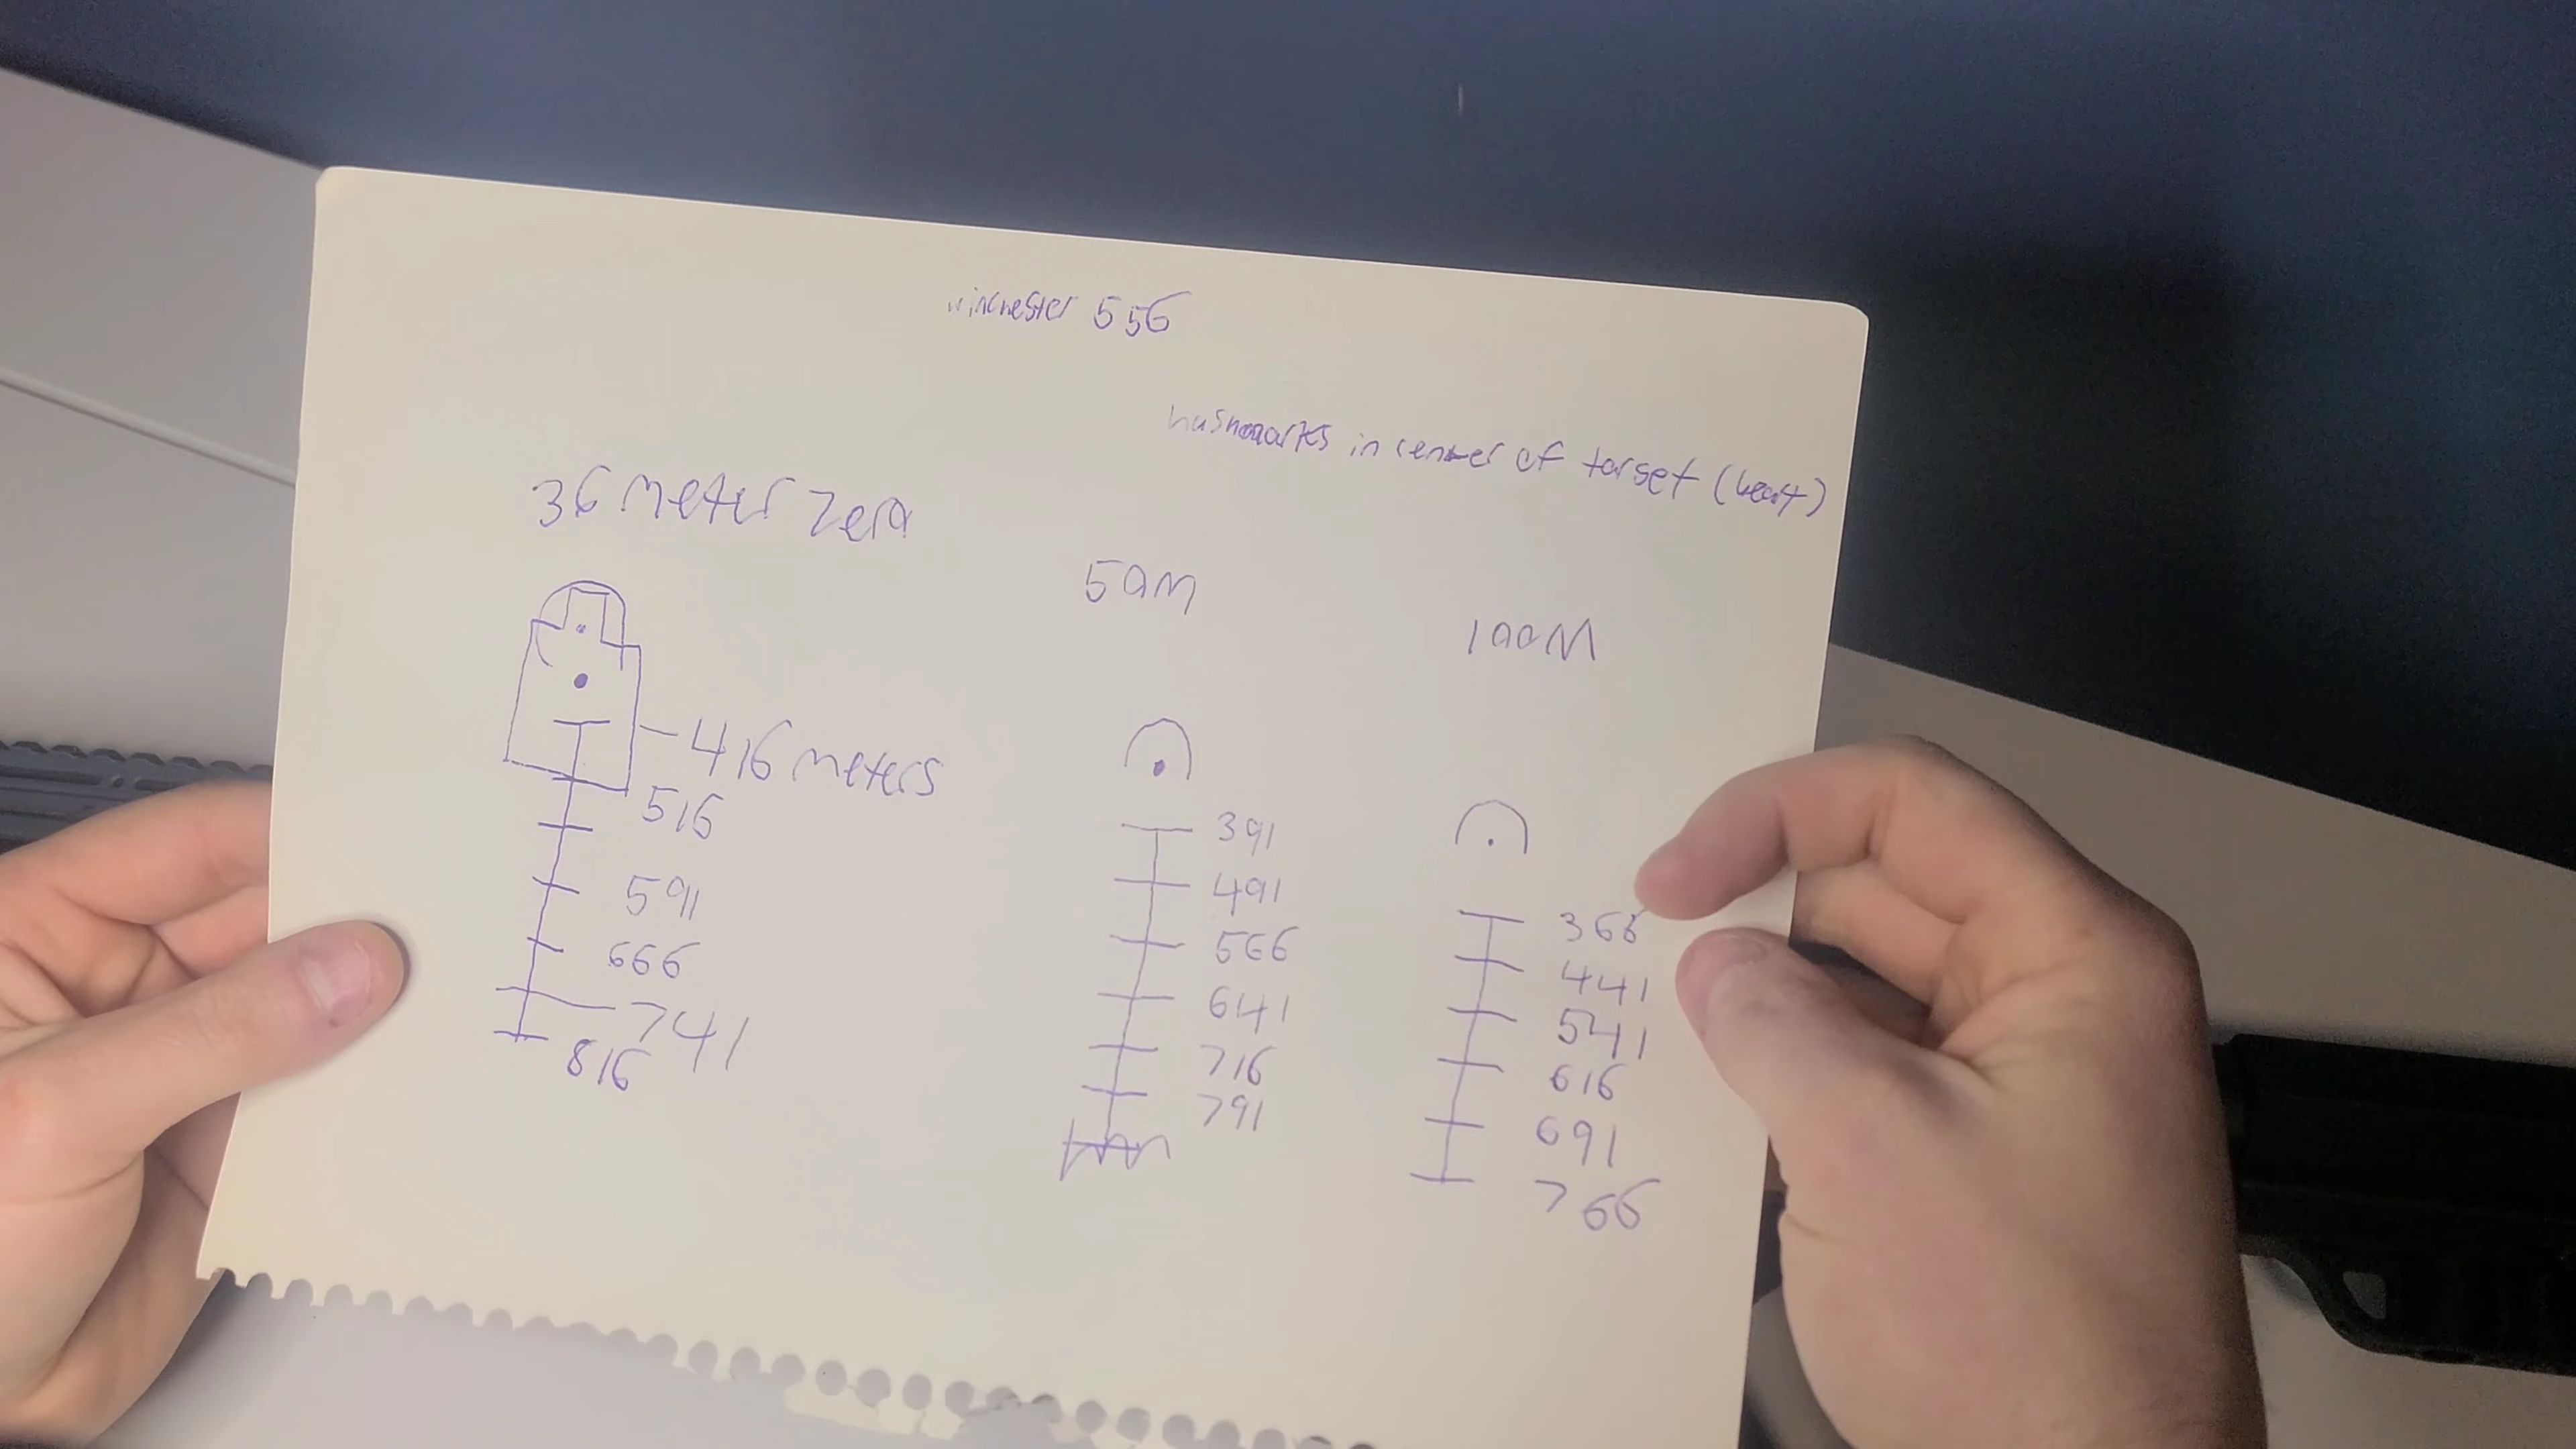 winchester 556
hashmarks in center of target (heart)
36 meter zero
416 meters
516
591
666
741
816
50M
391
491
566
641
716
791
100M
366
441
541
616
691
766